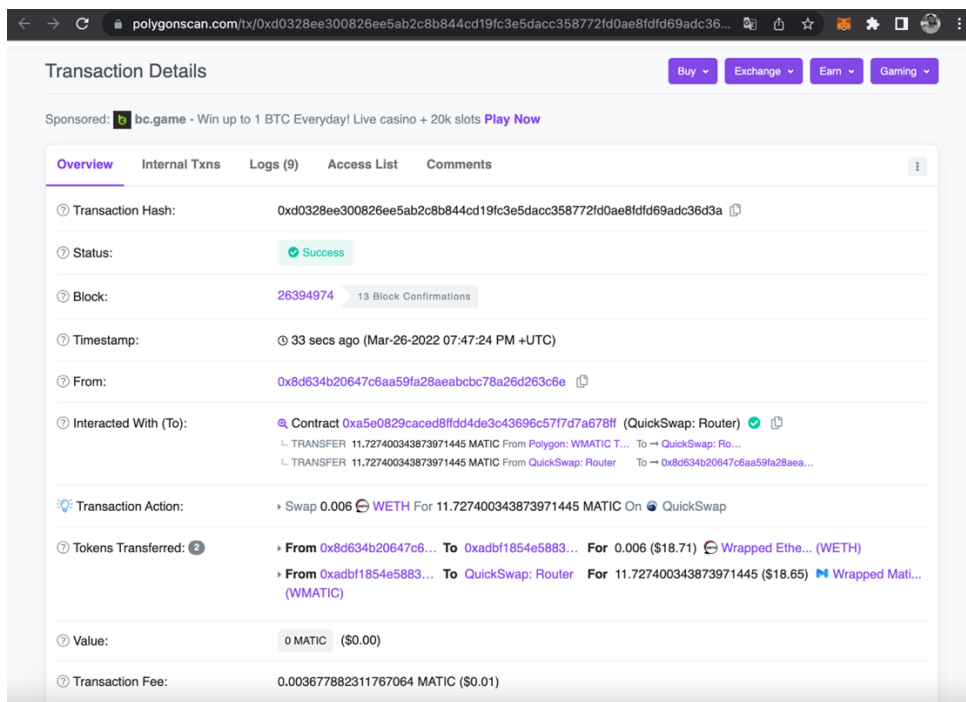 polygonscan.com/tx/0xd0328ee300826ee5ab2c8b844cd19fc3e5dacc358772fd0ae8fdfd69adc36...
Transaction Details
Buy Exchange Earn Gaming
Sponsored: bc.game - Win up to 1 BTC Everyday! Live casino + 20k slots Play Now
Overview Internal Txns Logs (9) Access List Comments
Transaction Hash: 0xd0328ee300826ee5ab2c8b844cd19fc3e5dacc358772fd0ae8fdfd69adc36d3a
Status: Success
Block: 26394974 13 Block Confirmations
Timestamp: 33 secs ago (Mar-26-2022 07:47:24 PM +UTC)
From: 0x8d634b20647c6aa59fa28aeabcbc78a26d263c6e
Interacted With (To): Contract 0xa5e0829caced8ffdd4de3c43696c57f7d7a678ff (QuickSwap: Router)
TRANSFER 11.727400343873971445 MATIC From Polygon: WMATIC T... To → QuickSwap: Ro...
TRANSFER 11.727400343873971445 MATIC From QuickSwap: Router To → 0x8d634b20647c6aa59fa28aea...
Transaction Action: Swap 0.006 WETH For 11.727400343873971445 MATIC On QuickSwap
Tokens Transferred: 2 From 0x8d634b20647c6... To 0xadbf1854e5883... For 0.006 ($18.71) Wrapped Ethe... (WETH)
From 0xadbf1854e5883... To QuickSwap: Router For 11.727400343873971445 ($18.65) Wrapped Mati...
(WMATIC)
Value: 0 MATIC ($0.00)
Transaction Fee: 0.003677882311767064 MATIC ($0.01)